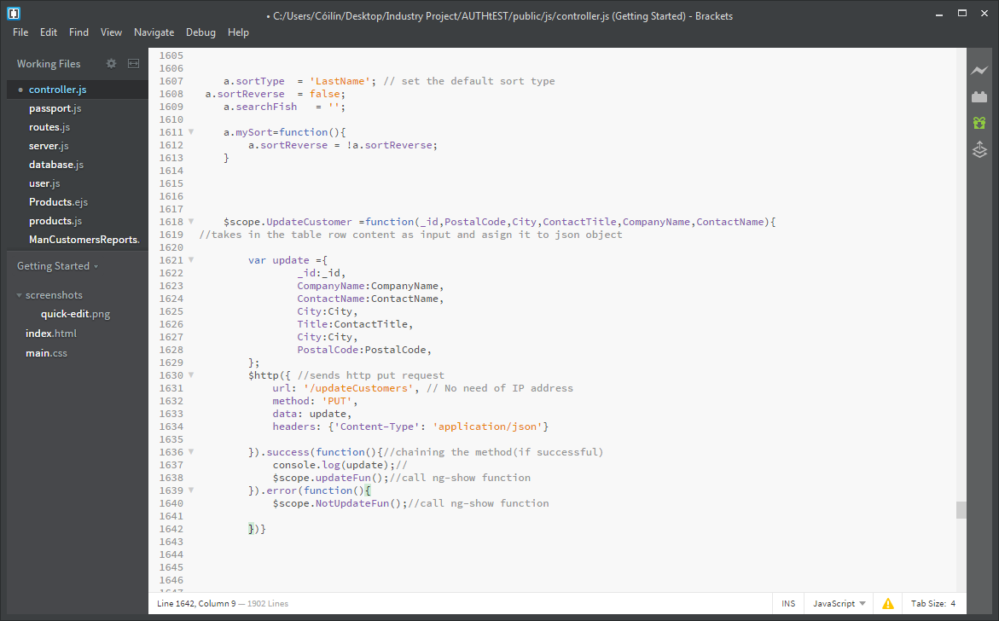 • C:/Users/Cóilín/Desktop/Industry Project/AUTHtEST/public/js/controller.js (Getting Started) - Brackets
File Edit Find View Navigate Debug Help
Working Files
controller.js
passport.js
routes.js
server.js
database.js
user.js
Products.ejs
products.js
ManCustomersReports.
Getting Started
screenshots
quick-edit.png
index.html
main.css
1605
1606
1607 a.sortType = 'LastName'; // set the default sort type
1608 a.sortReverse = false;
1609 a.searchFish = '';
1610
1611 a.mySort=function(){
1612 a.sortReverse = !a.sortReverse;
1613 }
1614
1615
1616
1617
1618 $scope.UpdateCustomer =function(_id,PostalCode,City,ContactTitle,CompanyName,ContactName){
1619 //takes in the table row content as input and asign it to json object
1620
1621 var update ={
1622 _id:_id,
1623 CompanyName:CompanyName,
1624 ContactName:ContactName,
1625 City:City,
1626 Title:ContactTitle,
1627 City:City,
1628 PostalCode:PostalCode,
1629 };
1630 $http({ //sends http put request
1631 url: '/updateCustomers', // No need of IP address
1632 method: 'PUT',
1633 data: update,
1634 headers: {'Content-Type': 'application/json'}
1635
1636 }).success(function(){//chaining the method(if successful)
1637 console.log(update);//
1638 $scope.updateFun();//call ng-show function
1639 }).error(function(){
1640 $scope.NotUpdateFun();//call ng-show function
1641
1642 })}
1643
1644
1645
1646
1647
Line 1642, Column 9 — 1902 Lines
INS JavaScript Tab Size: 4